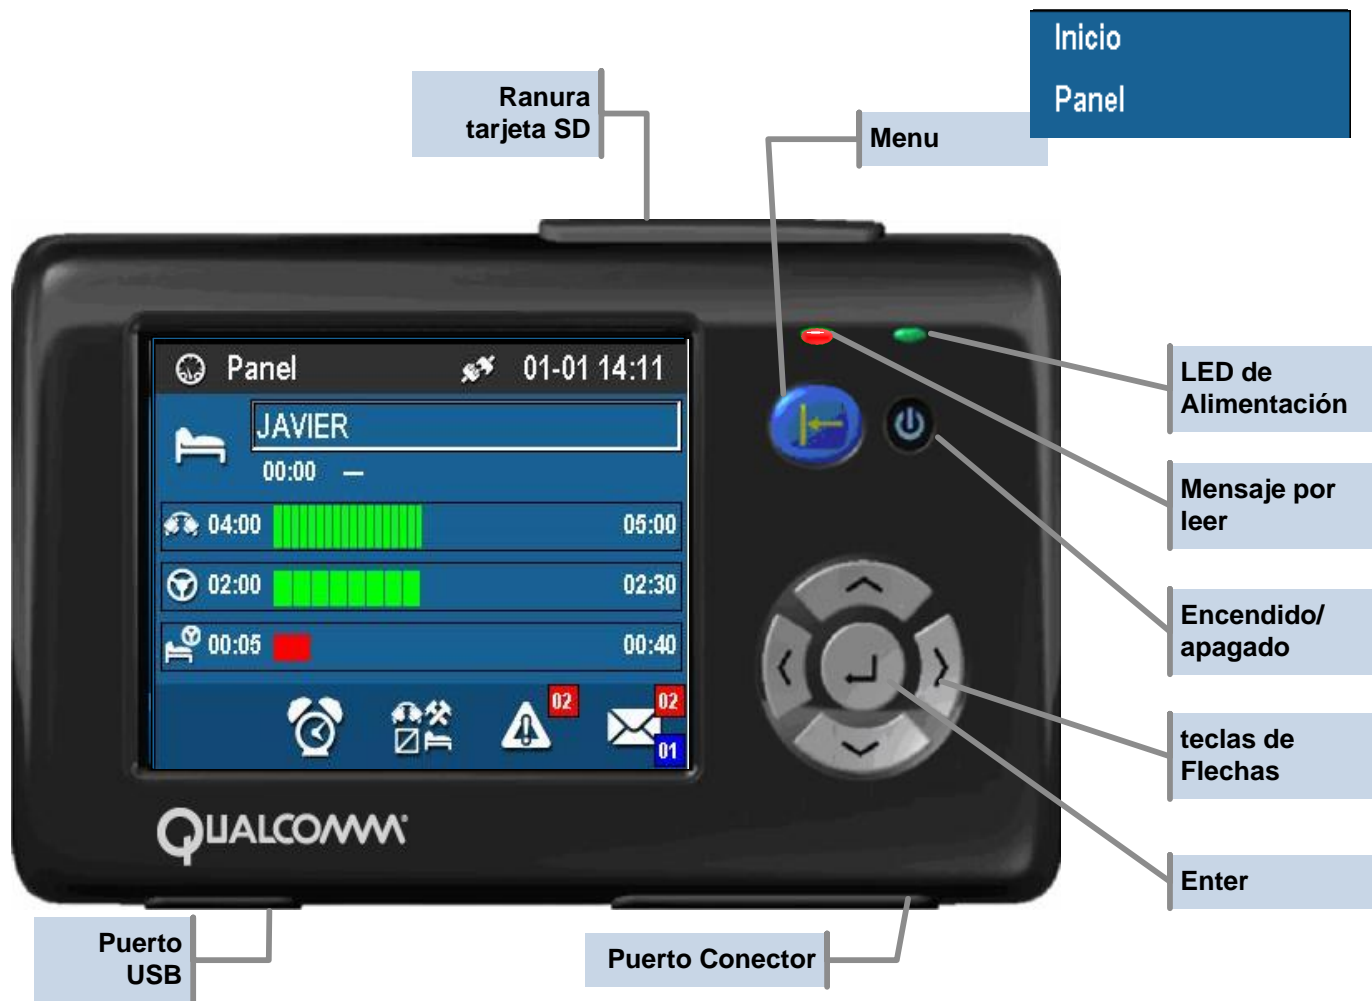 Inicio
Panel
Ranura
tarjeta SD
Menu
Panel 01-01 14:11
JAVIER
00:00 —
04:00 05:00
02:00 02:30
00:05 00:40
02
02
01
QUALCOMM
LED de
Alimentación
Mensaje por
leer
Encendido/
apagado
teclas de
Flechas
Enter
Puerto
USB
Puerto Conector